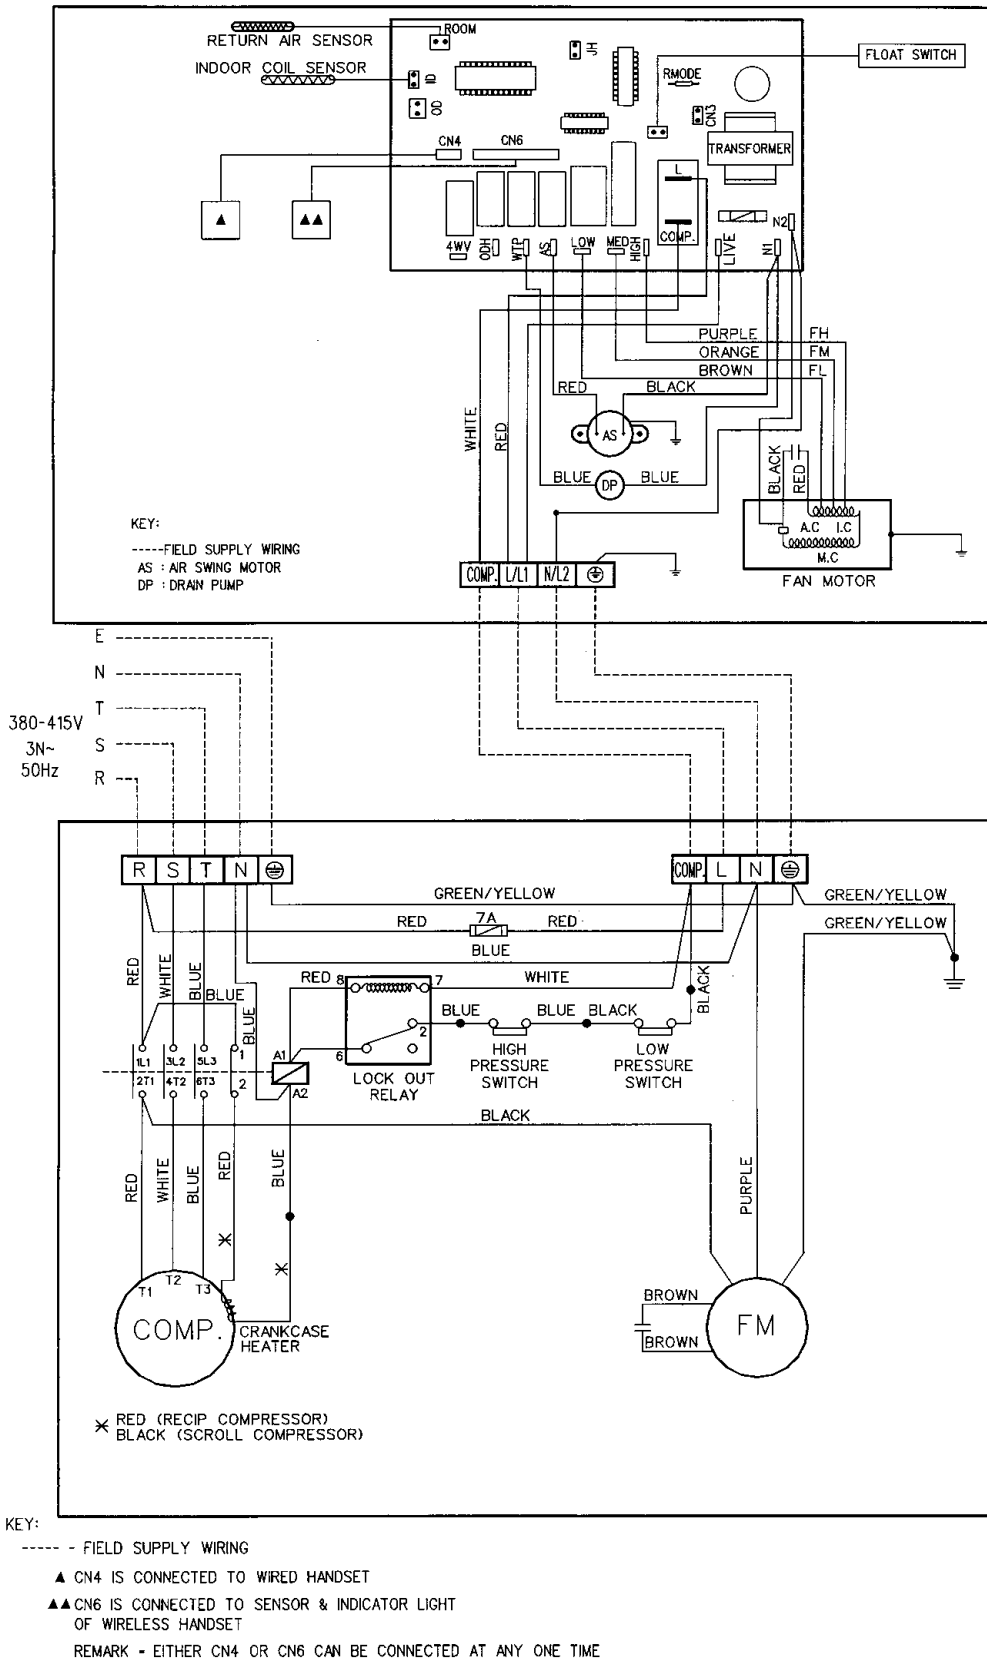 ROOM
RETURN AIR SENSOR
INDOOR COIL SENSOR
ID
OD
JH
RMODE
CN3
FLOAT SWITCH
TRANSFORMER
CN4
CN6
L
COMP.
4WV
ODH
WTP
AS
LOW
MED
HIGH
LIVE
N1
N2
PURPLE FH
ORANGE FM
BROWN FL
RED
BLACK
WHITE
RED
AS
BLUE
DP
BLUE
BLACK
RED
A.C I.C
M.C
FAN MOTOR
KEY:
-----FIELD SUPPLY WIRING
AS : AIR SWING MOTOR
DP : DRAIN PUMP
COMP. L/L1 N/L2
E
N
T
S
R
380-415V
3N~
50Hz
R S T N
COMP. L N
GREEN/YELLOW
GREEN/YELLOW
GREEN/YELLOW
RED 7A RED
BLUE
RED
WHITE
BLUE
BLUE
BLUE
RED 8
7
WHITE
BLACK
2
6
BLUE
BLUE
BLACK
HIGH
PRESSURE
SWITCH
LOW
PRESSURE
SWITCH
LOCK OUT
RELAY
A1
A2
1L1 3L2 5L3 1
2T1 4T2 6T3 2
BLACK
RED
WHITE
BLUE
RED
BLUE
PURPLE
T1 T2 T3
COMP.
CRANKCASE
HEATER
BROWN
BROWN
FM
RED (RECIP COMPRESSOR)
BLACK (SCROLL COMPRESSOR)
KEY:
----- - FIELD SUPPLY WIRING
▲ CN4 IS CONNECTED TO WIRED HANDSET
▲▲ CN6 IS CONNECTED TO SENSOR & INDICATOR LIGHT
OF WIRELESS HANDSET
REMARK - EITHER CN4 OR CN6 CAN BE CONNECTED AT ANY ONE TIME